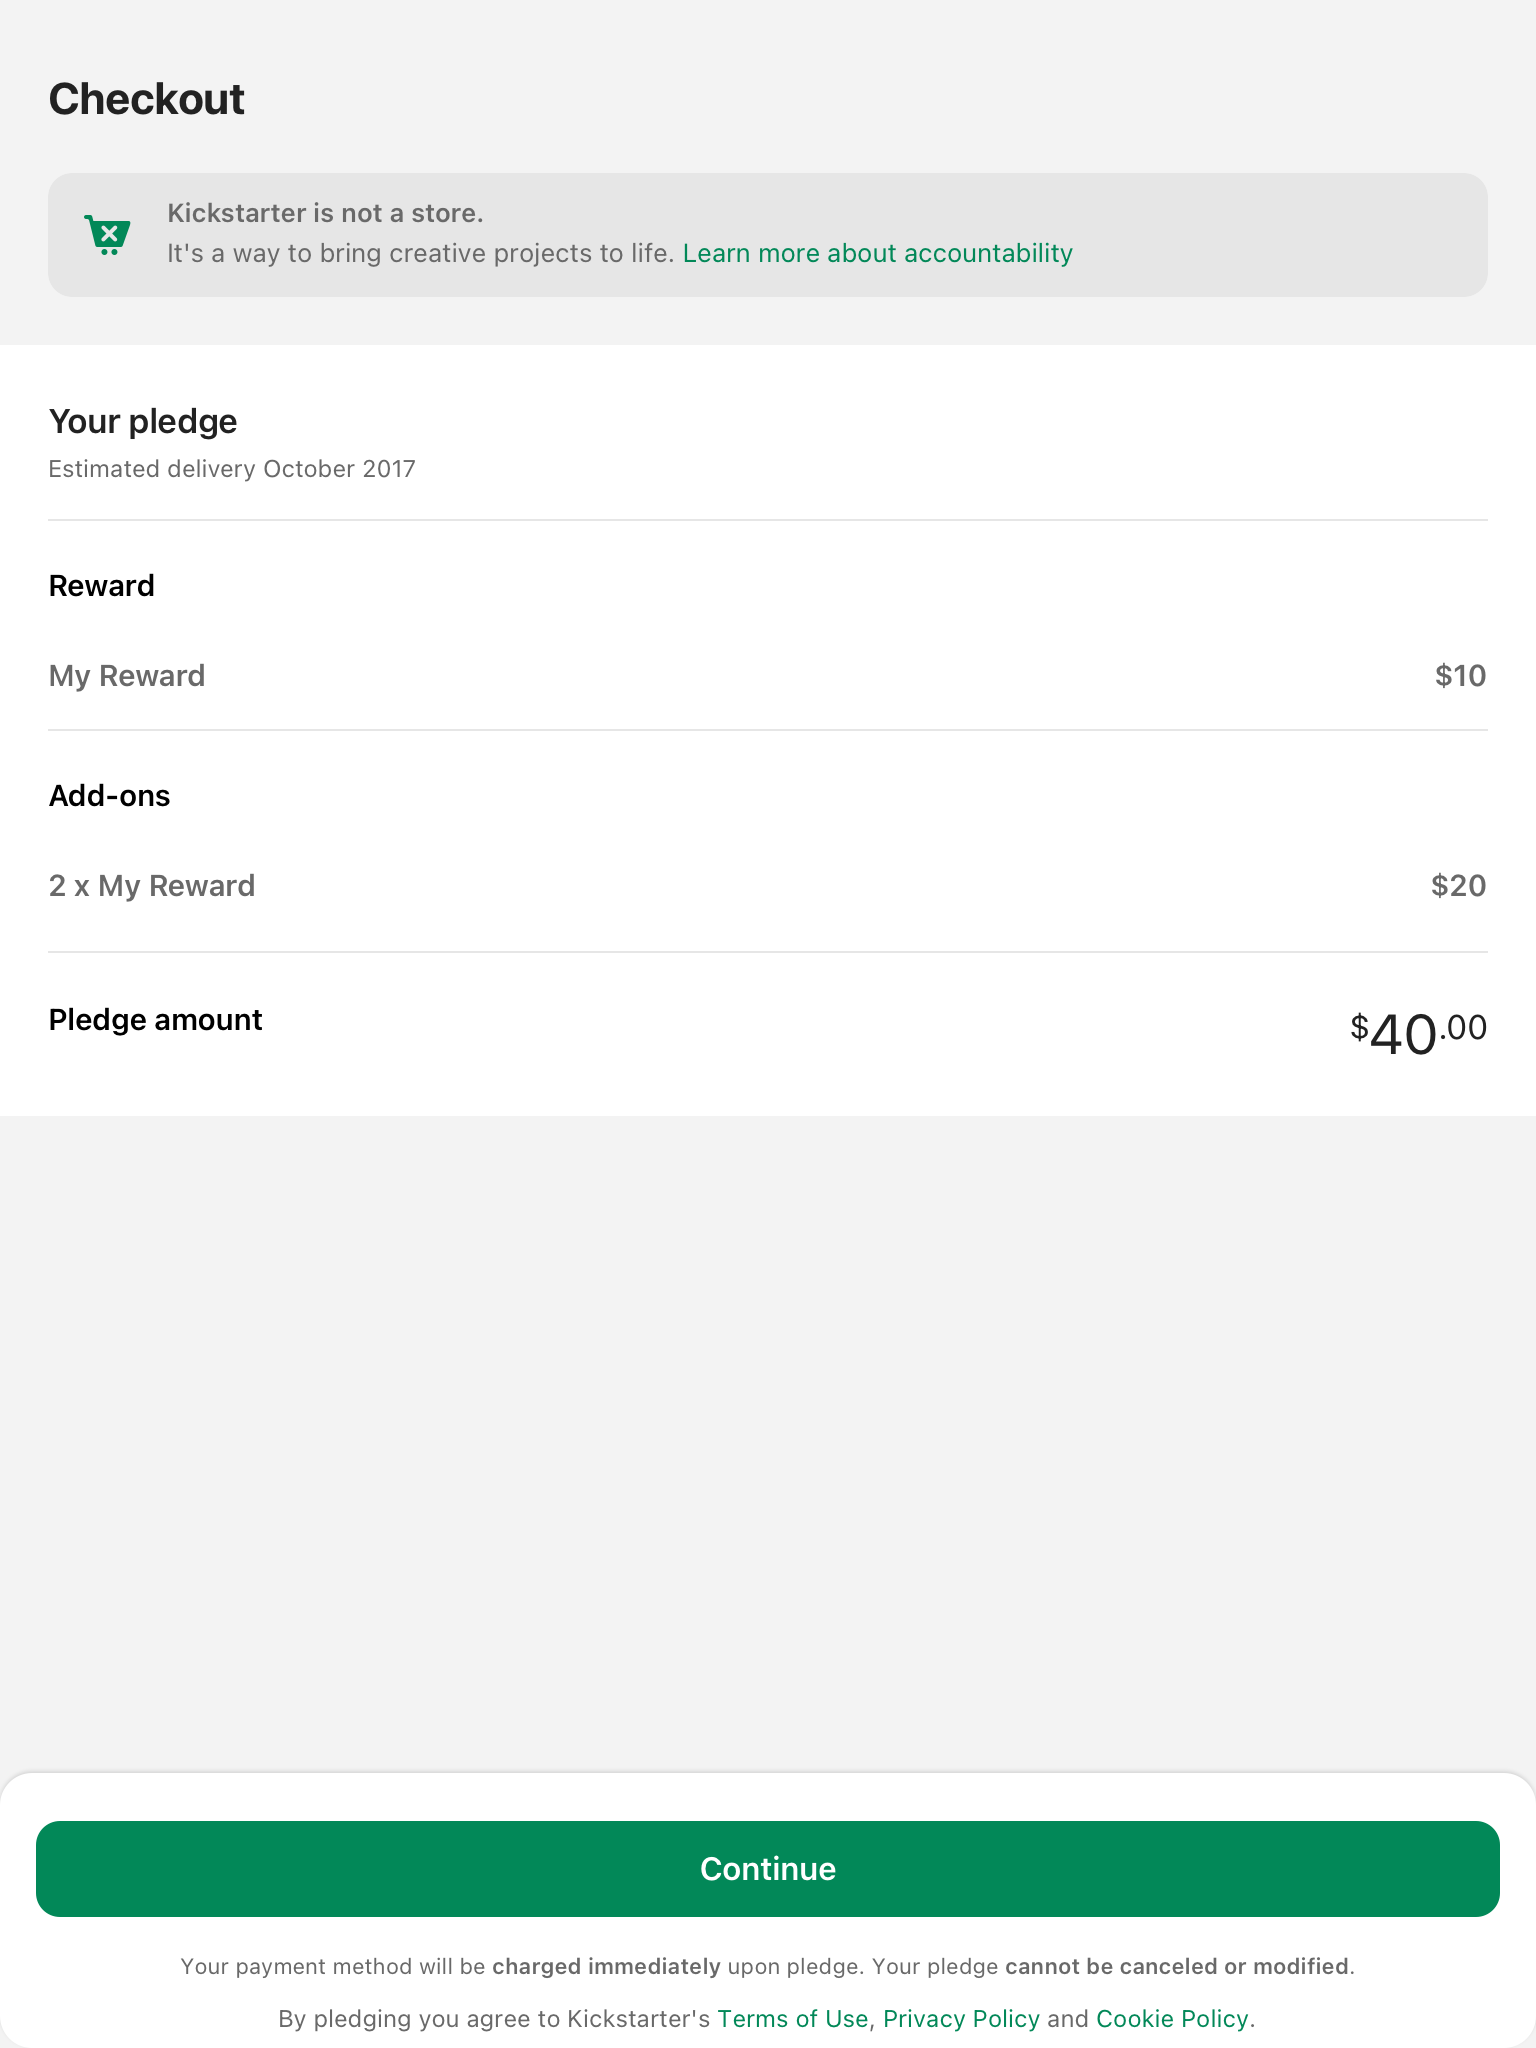 Checkout
Kickstarter is not a store.
It's a way to bring creative projects to life. Learn more about accountability
Your pledge
Estimated delivery October 2017
Reward
My Reward $10
Add-ons
2 x My Reward $20
Pledge amount $40.00
Continue
Your payment method will be charged immediately upon pledge. Your pledge cannot be canceled or modified.
By pledging you agree to Kickstarter's Terms of Use, Privacy Policy and Cookie Policy.